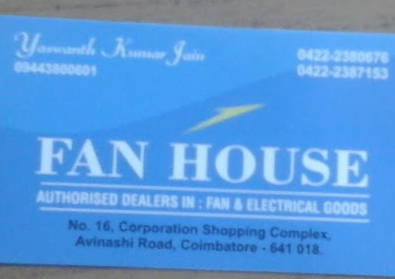 Yaswanth Kumar Jain
09443800601
0422-2380676
0422-2387153
FAN HOUSE
AUTHORISED DEALERS IN : FAN & ELECTRICAL GOODS
No. 16, Corporation Shopping Complex,
Avinashi Road, Coimbatore - 641 018.